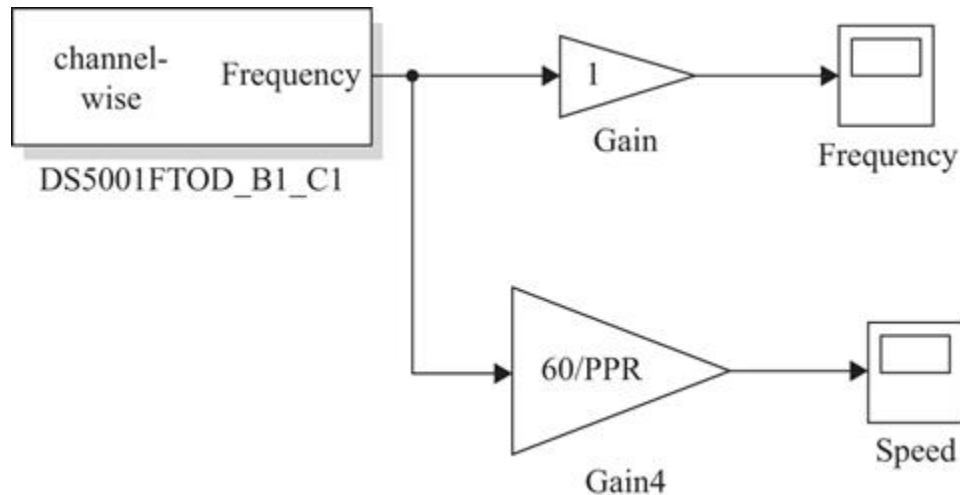 channel-
wise
Frequency
DS5001FTOD_B1_C1
1
Gain
Frequency
60/PPR
Gain4
Speed